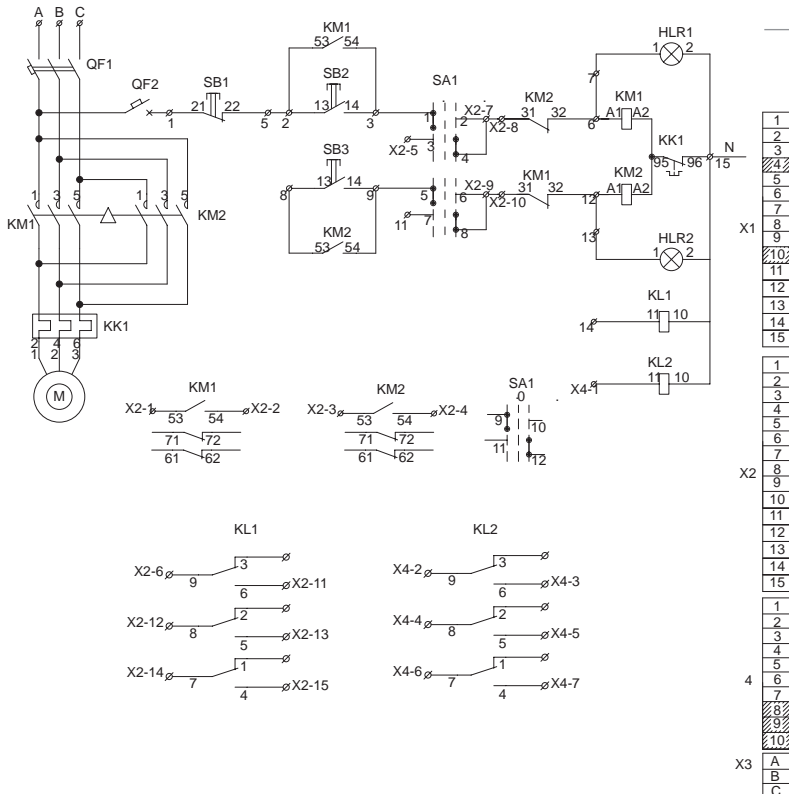 A B C
QF1
QF2
SB1
21 22
1 5 2
KM1
53 54
SB2
13 14
3
SB3
13 14
8 9
KM2
53 54
SA1
1 2 X2-7
X2-5 3 4 X2-8
5 6 X2-9
11 7 8 X2-10
KM2
31 32
6
KM1
31 32
12
HLR1
1 2
7
KM1
A1 A2
KK1
95 96 15 N
KM2
A1 A2
13
HLR2
1 2
KL1
14 11 10
KL2
X4-1 11 10
1 3 5 1 3 5
KM1 KM2
KK1
2 4 6
1 2 3
M
KM1
X2-1 53 54 X2-2
71 72
61 62
KM2
X2-3 53 54 X2-4
71 72
61 62
SA1
0
9 10
11 12
KL1
X2-6 9 3
6 X2-11
X2-12 8 2
5 X2-13
X2-14 7 1
4 X2-15
KL2
X4-2 9 3
6 X4-3
X4-4 8 2
5 X4-5
X4-6 7 1
4 X4-7
X1
1
2
3
4
5
6
7
8
9
10
11
12
13
14
15
X2
1
2
3
4
5
6
7
8
9
10
11
12
13
14
15
4
1
2
3
4
5
6
7
8
9
10
X3
A
B
C